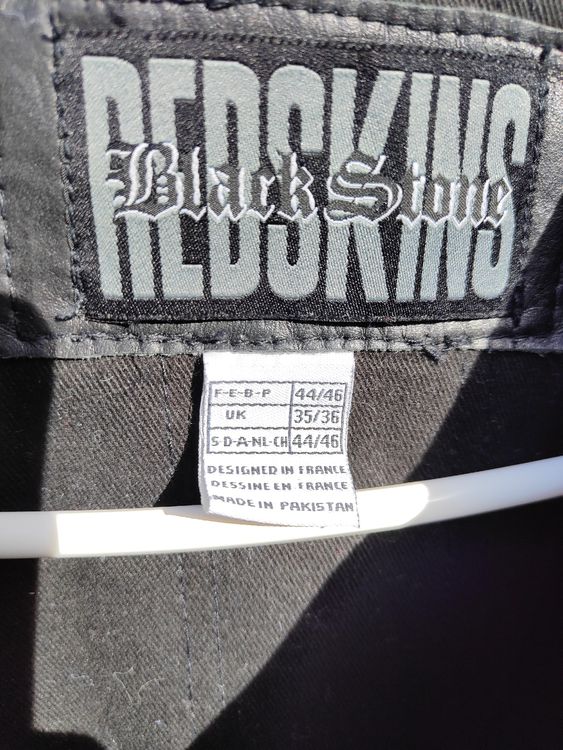 REDSKINS
Black Stone
F-E-B-P 44/46
UK 35/36
S-D-A-NL-CH 44/46
DESIGNED IN FRANCE
DESSINE EN FRANCE
MADE IN PAKISTAN